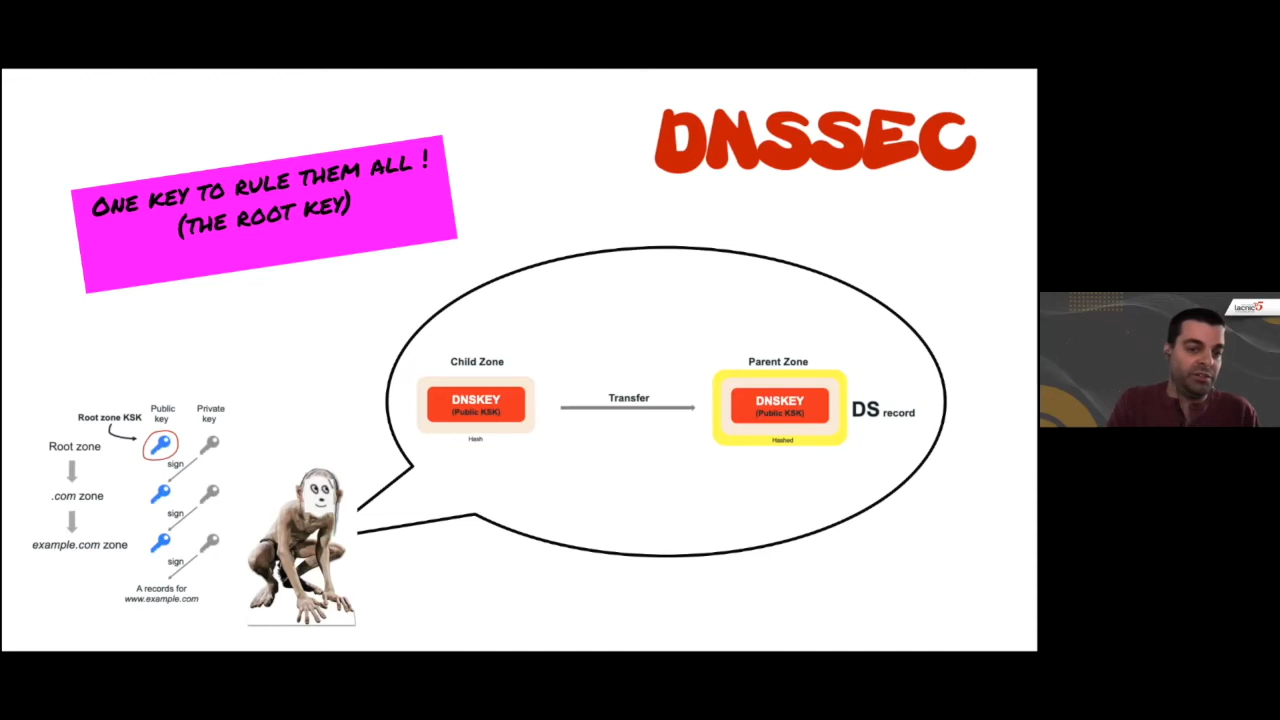 DNSSEC
ONE KEY TO RULE THEM ALL !
(THE ROOT KEY)
Child Zone
DNSKEY
(Public KSK)
Hash
Transfer
Parent Zone
DNSKEY
(Public KSK)
Hashed
DS record
Public
key
Private
key
Root zone KSK
Root zone
sign
.com zone
sign
example.com zone
sign
A records for
www.example.com
lacnic35